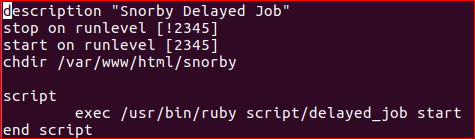 description "Snorby Delayed Job"
stop on runlevel [!2345]
start on runlevel [2345]
chdir /var/www/html/snorby

script
        exec /usr/bin/ruby script/delayed_job start
end script